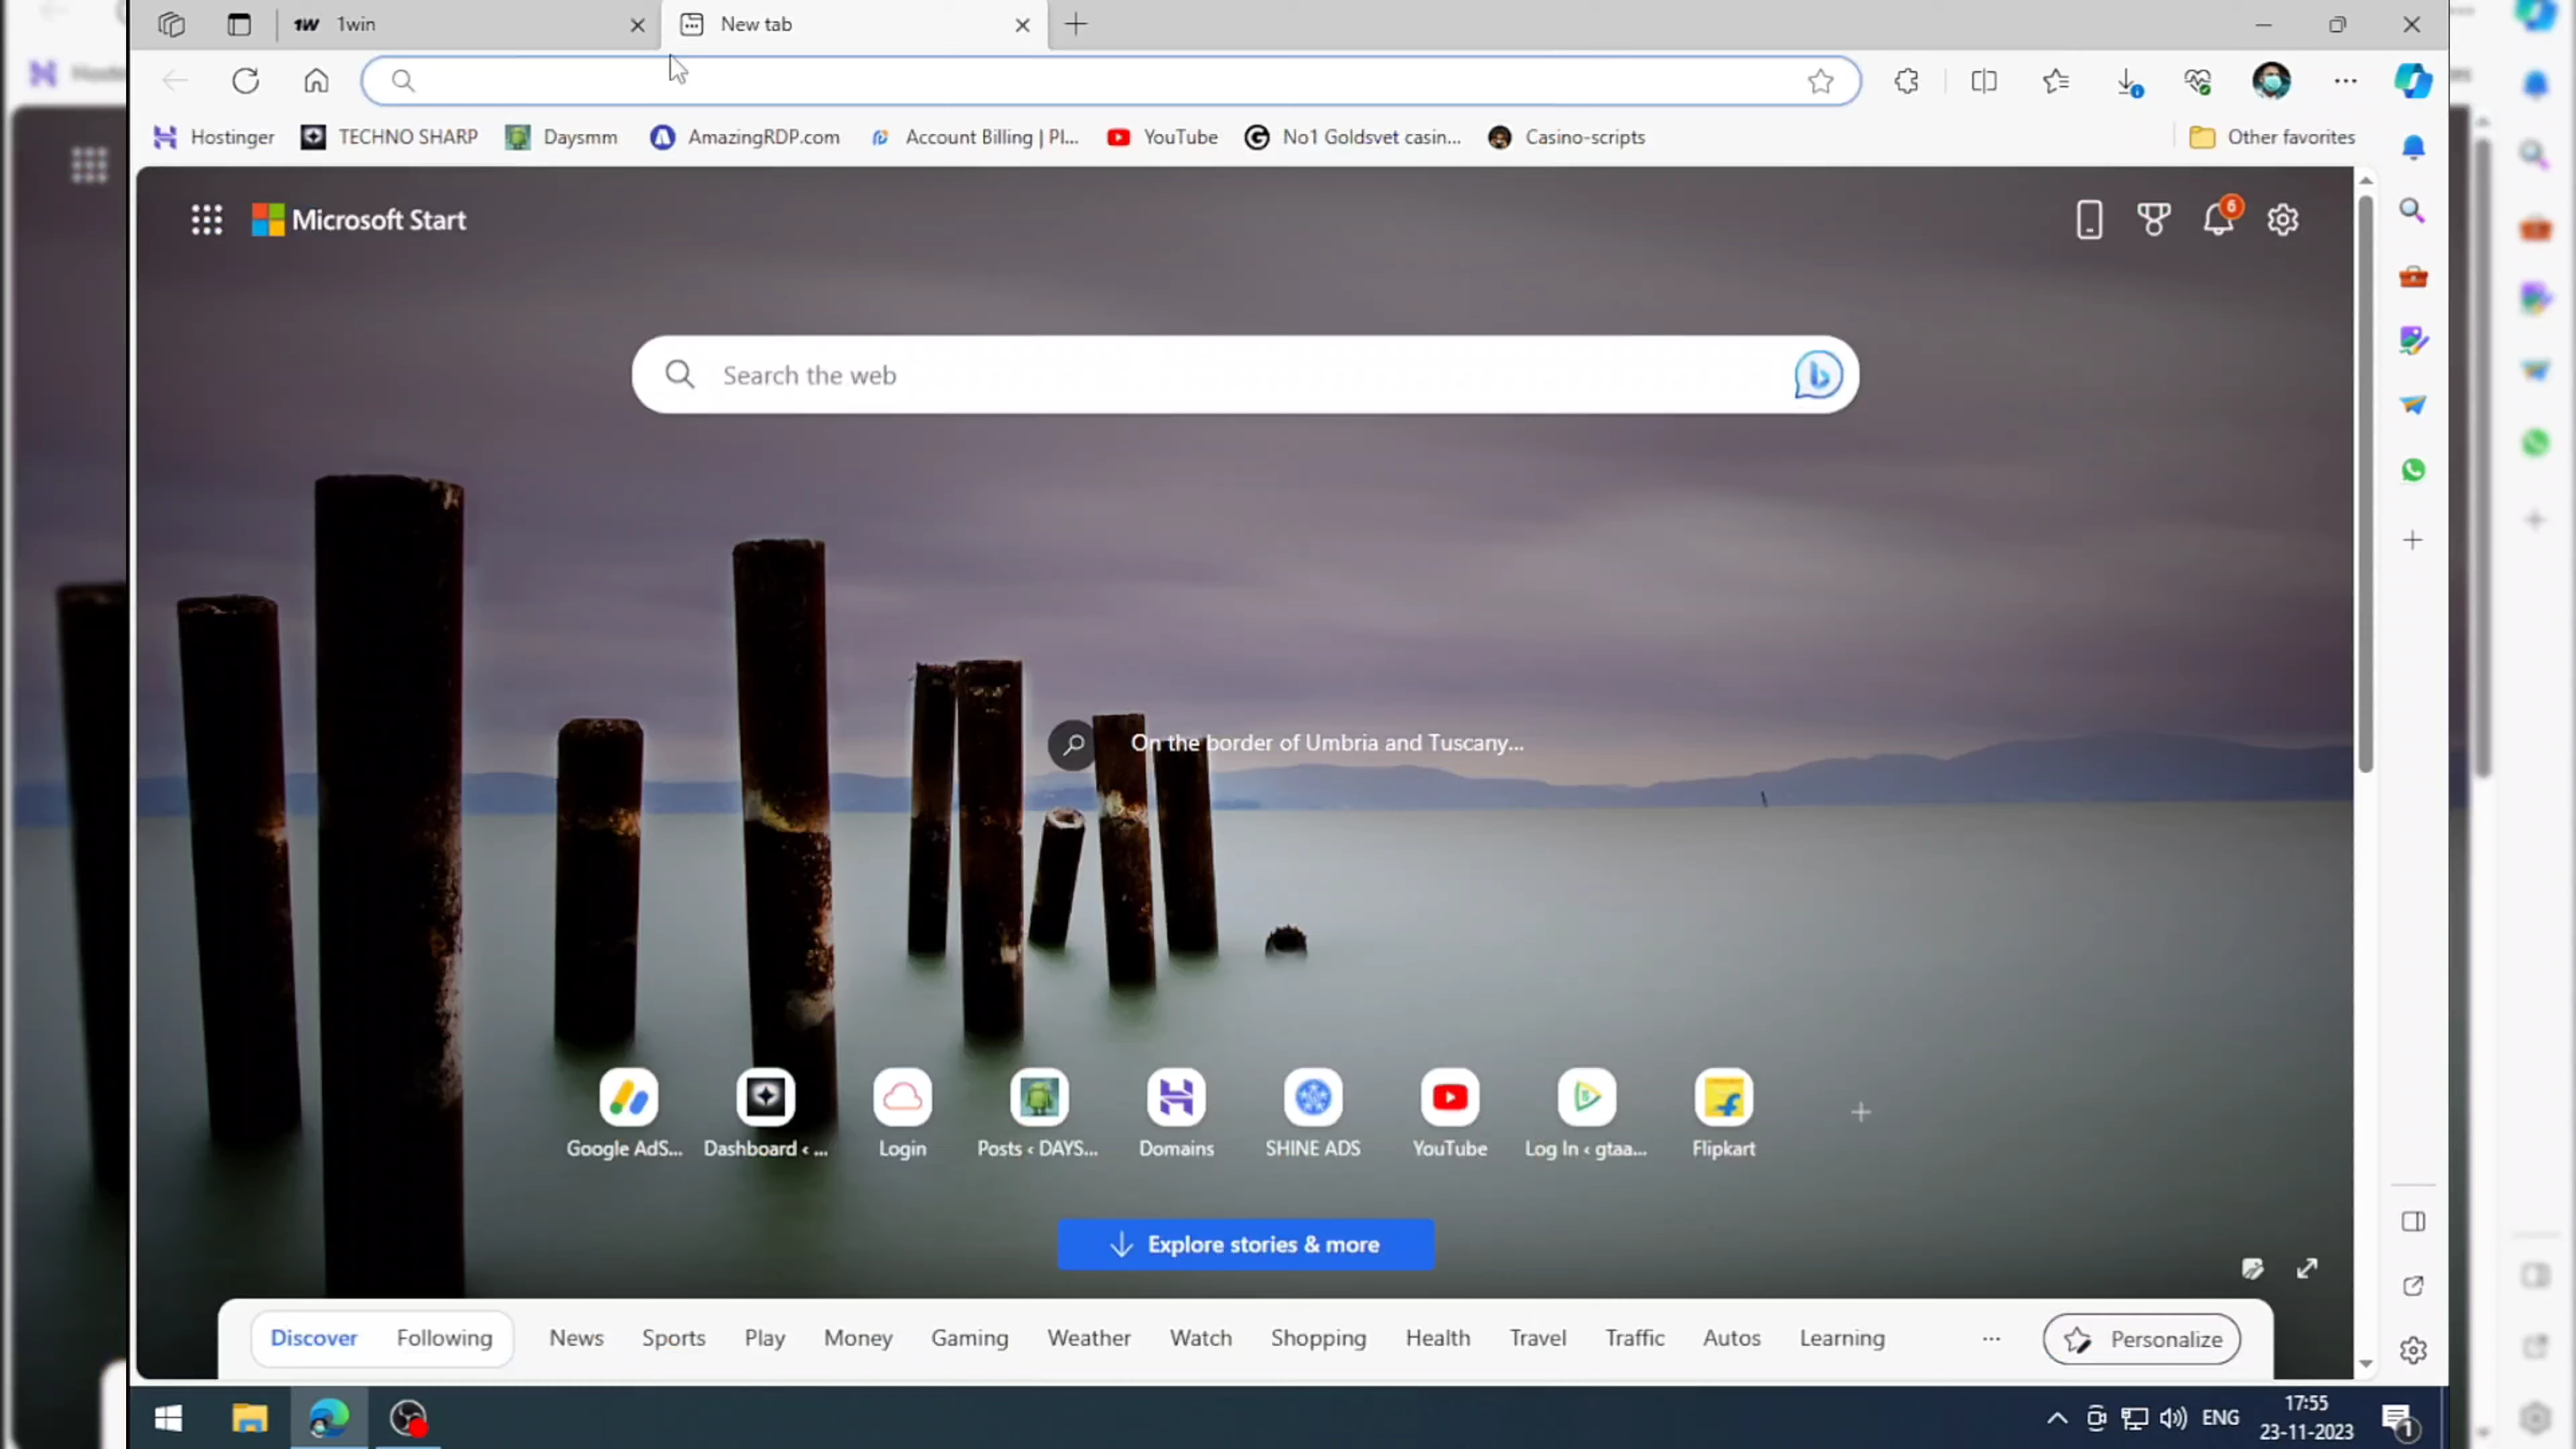 1W 1win
New tab
Hostinger TECHNO SHARP Daysmm AmazingRDP.com Account Billing | Pl... YouTube No1 Goldsvet casin... Casino-scripts Other favorites
Microsoft Start
6
Search the web
On the border of Umbria and Tuscany...
Google AdS... Dashboard < ... Login Posts < DAYS... Domains SHINE ADS YouTube Log In < gtaa... Flipkart
Explore stories & more
Discover Following News Sports Play Money Gaming Weather Watch Shopping Health Travel Traffic Autos Learning ... Personalize
ENG
17:55
23-11-2023
1